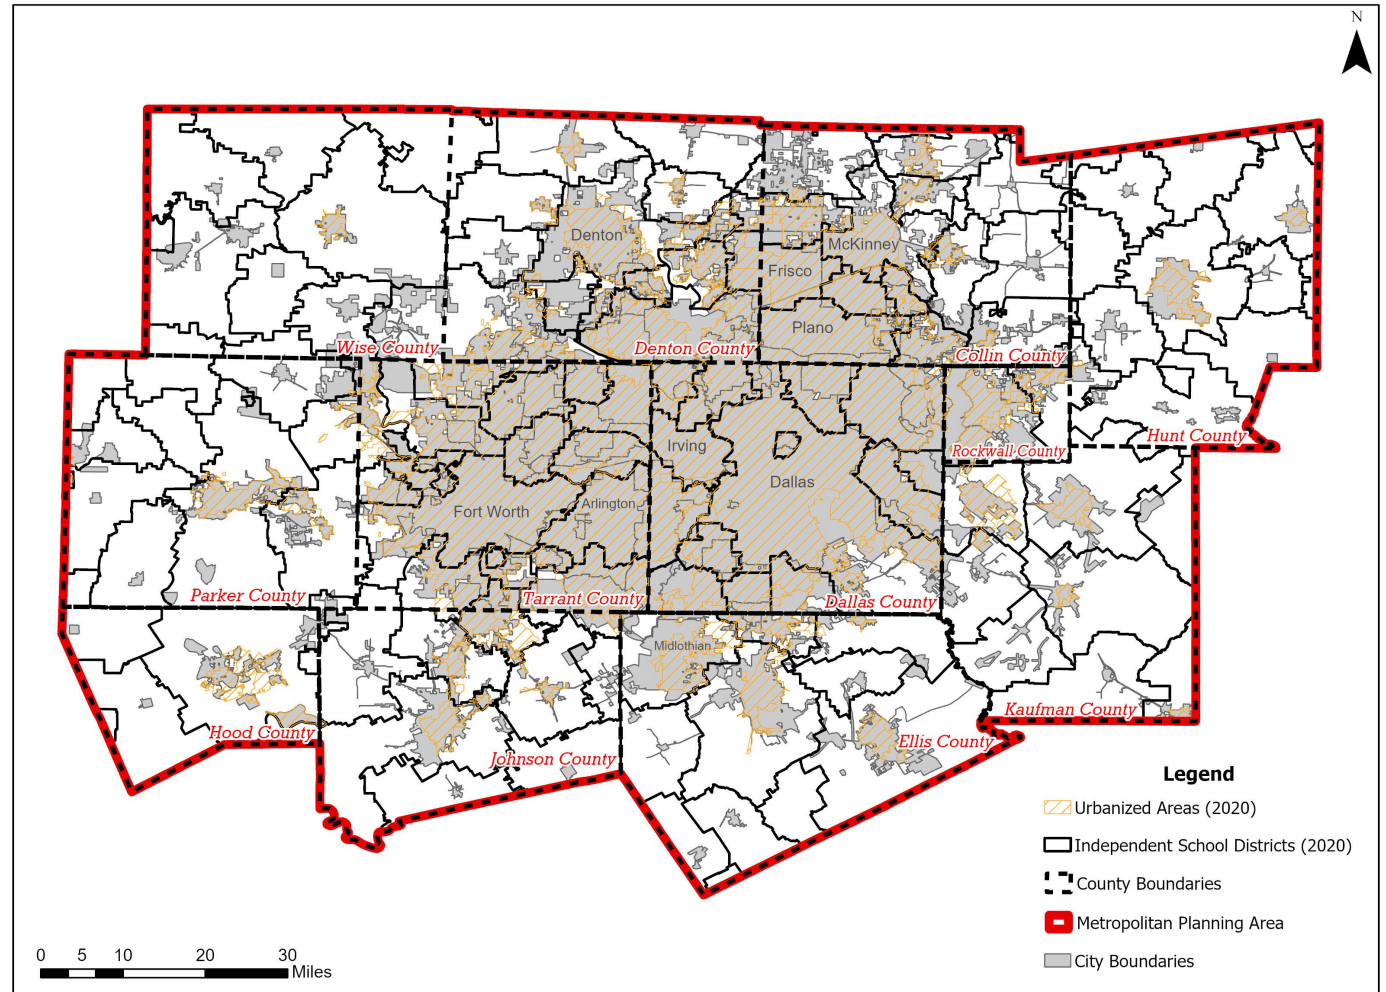 N
Denton
McKinney
Frisco
Plano
Wise County
Denton County
Collin County
Irving
Hunt County
Rockwall County
Dallas
Fort Worth
Arlington
Parker County
Tarrant County
Dallas County
Midlothian
Kaufman County
Hood County
Ellis County
Johnson County
Legend
Urbanized Areas (2020)
Independent School Districts (2020)
County Boundaries
Metropolitan Planning Area
City Boundaries
0 5 10 20 30
Miles